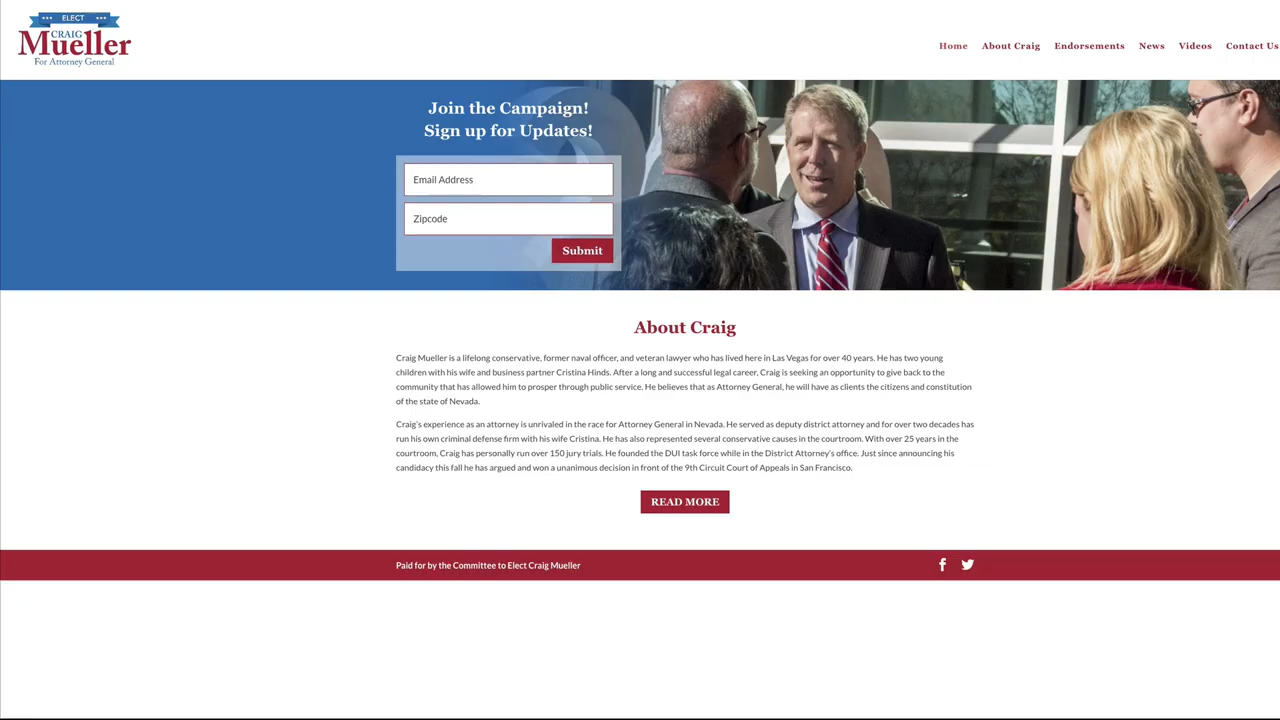 ELECT
CRAIG
Mueller
For Attorney General
Home About Craig Endorsements News Videos Contact Us
Join the Campaign!
Sign up for Updates!
Email Address
Zipcode
Submit
About Craig
Craig Mueller is a lifelong conservative, former naval officer, and veteran lawyer who has lived here in Las Vegas for over 40 years. He has two young
children with his wife and business partner Cristina Hinds. After a long and successful legal career, Craig is seeking an opportunity to give back to the
community that has allowed him to prosper through public service. He believes that as Attorney General, he will have as clients the citizens and constitution
of the state of Nevada.
Craig's experience as an attorney is unrivaled in the race for Attorney General in Nevada. He served as deputy district attorney and for over two decades has
run his own criminal defense firm with his wife Cristina. He has also represented several conservative causes in the courtroom. With over 25 years in the
courtroom, Craig has personally run over 150 jury trials. He founded the DUI task force while in the District Attorney's office. Just since announcing his
candidacy this fall he has argued and won a unanimous decision in front of the 9th Circuit Court of Appeals in San Francisco.
READ MORE
Paid for by the Committee to Elect Craig Mueller